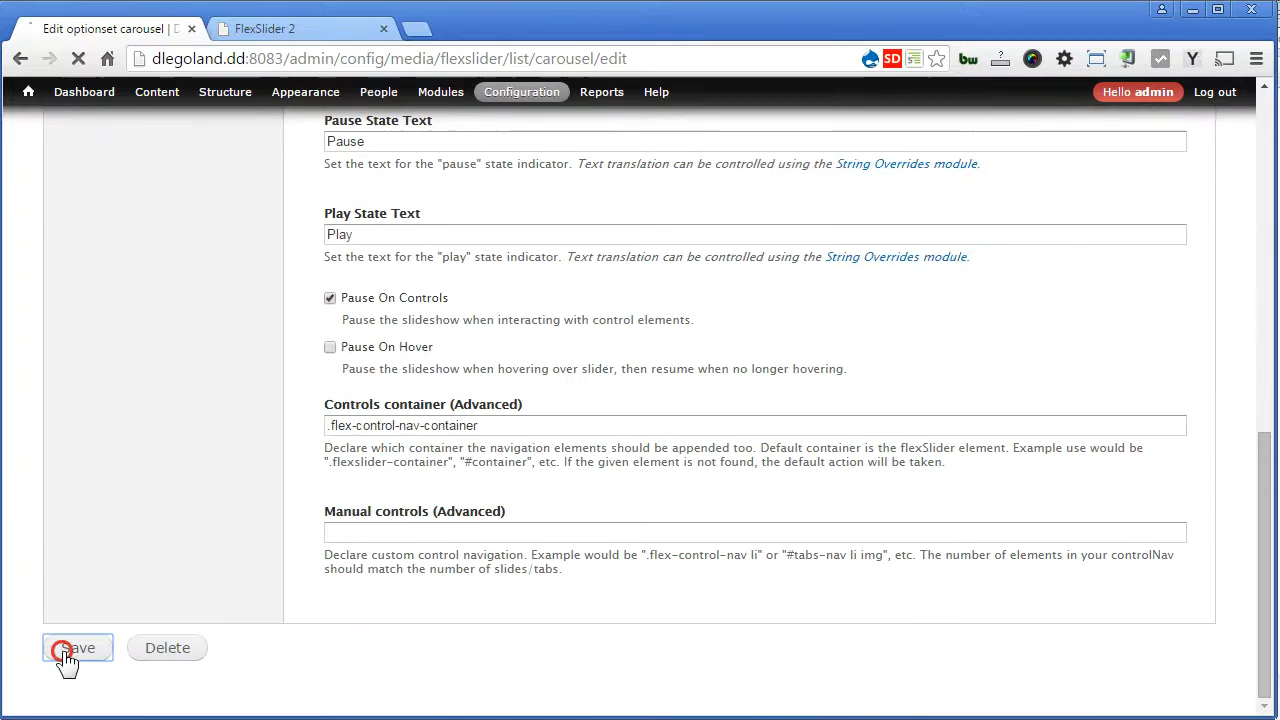 Edit optionset carousel | D
FlexSlider 2
dleggland.dd:8083/admin/config/media/flexslider/list/carousel/edit
SD
bw
?
Y
Dashboard Content Structure Appearance People Modules Configuration Reports Help Hello admin Log out
Pause State Text
Pause
Set the text for the "pause" state indicator. Text translation can be controlled using the String Overrides module.
Play State Text
Play
Set the text for the "play" state indicator. Text translation can be controlled using the String Overrides module.
Pause On Controls
Pause the slideshow when interacting with control elements.
Pause On Hover
Pause the slideshow when hovering over slider, then resume when no longer hovering.
Controls container (Advanced)
.flex-control-nav-container
Declare which container the navigation elements should be appended too. Default container is the flexSlider element. Example use would be
".flexslider-container", "#container", etc. If the given element is not found, the default action will be taken.
Manual controls (Advanced)
Declare custom control navigation. Example would be ".flex-control-nav li" or "#tabs-nav li img", etc. The number of elements in your controlNav
should match the number of slides/tabs.
Save Delete